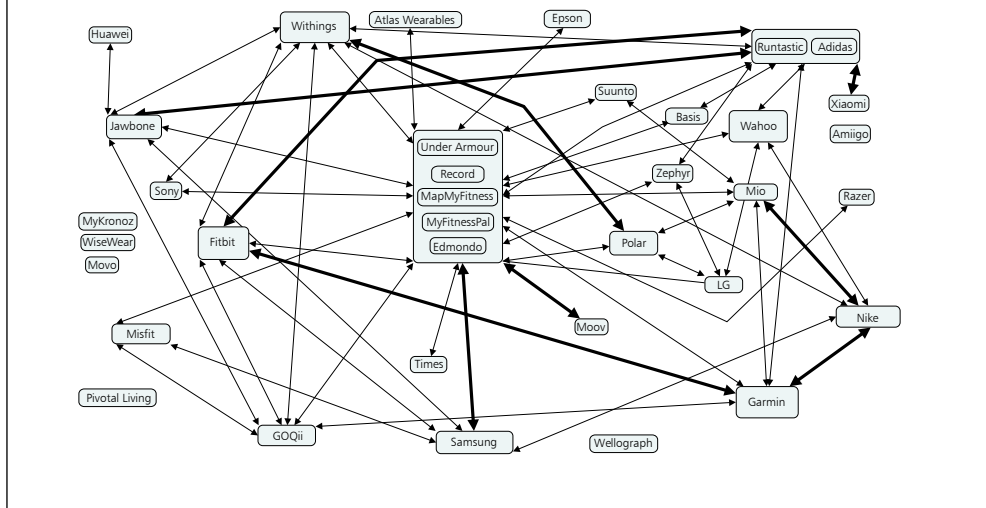 Withings
Atlas Wearables
Epson
Huawei
Runtastic Adidas
Suunto
Xiaomi
Basis
Jawbone
Wahoo
Amiigo
Under Armour
Record
Zephyr
Sony
MapMyFitness
Mio
Razer
MyKronoz
MyFitnessPal
WiseWear
Fitbit
Edmondo
Polar
Movo
LG
Nike
Moov
Misfit
Times
Pivotal Living
Garmin
GOQii
Samsung
Wellograph